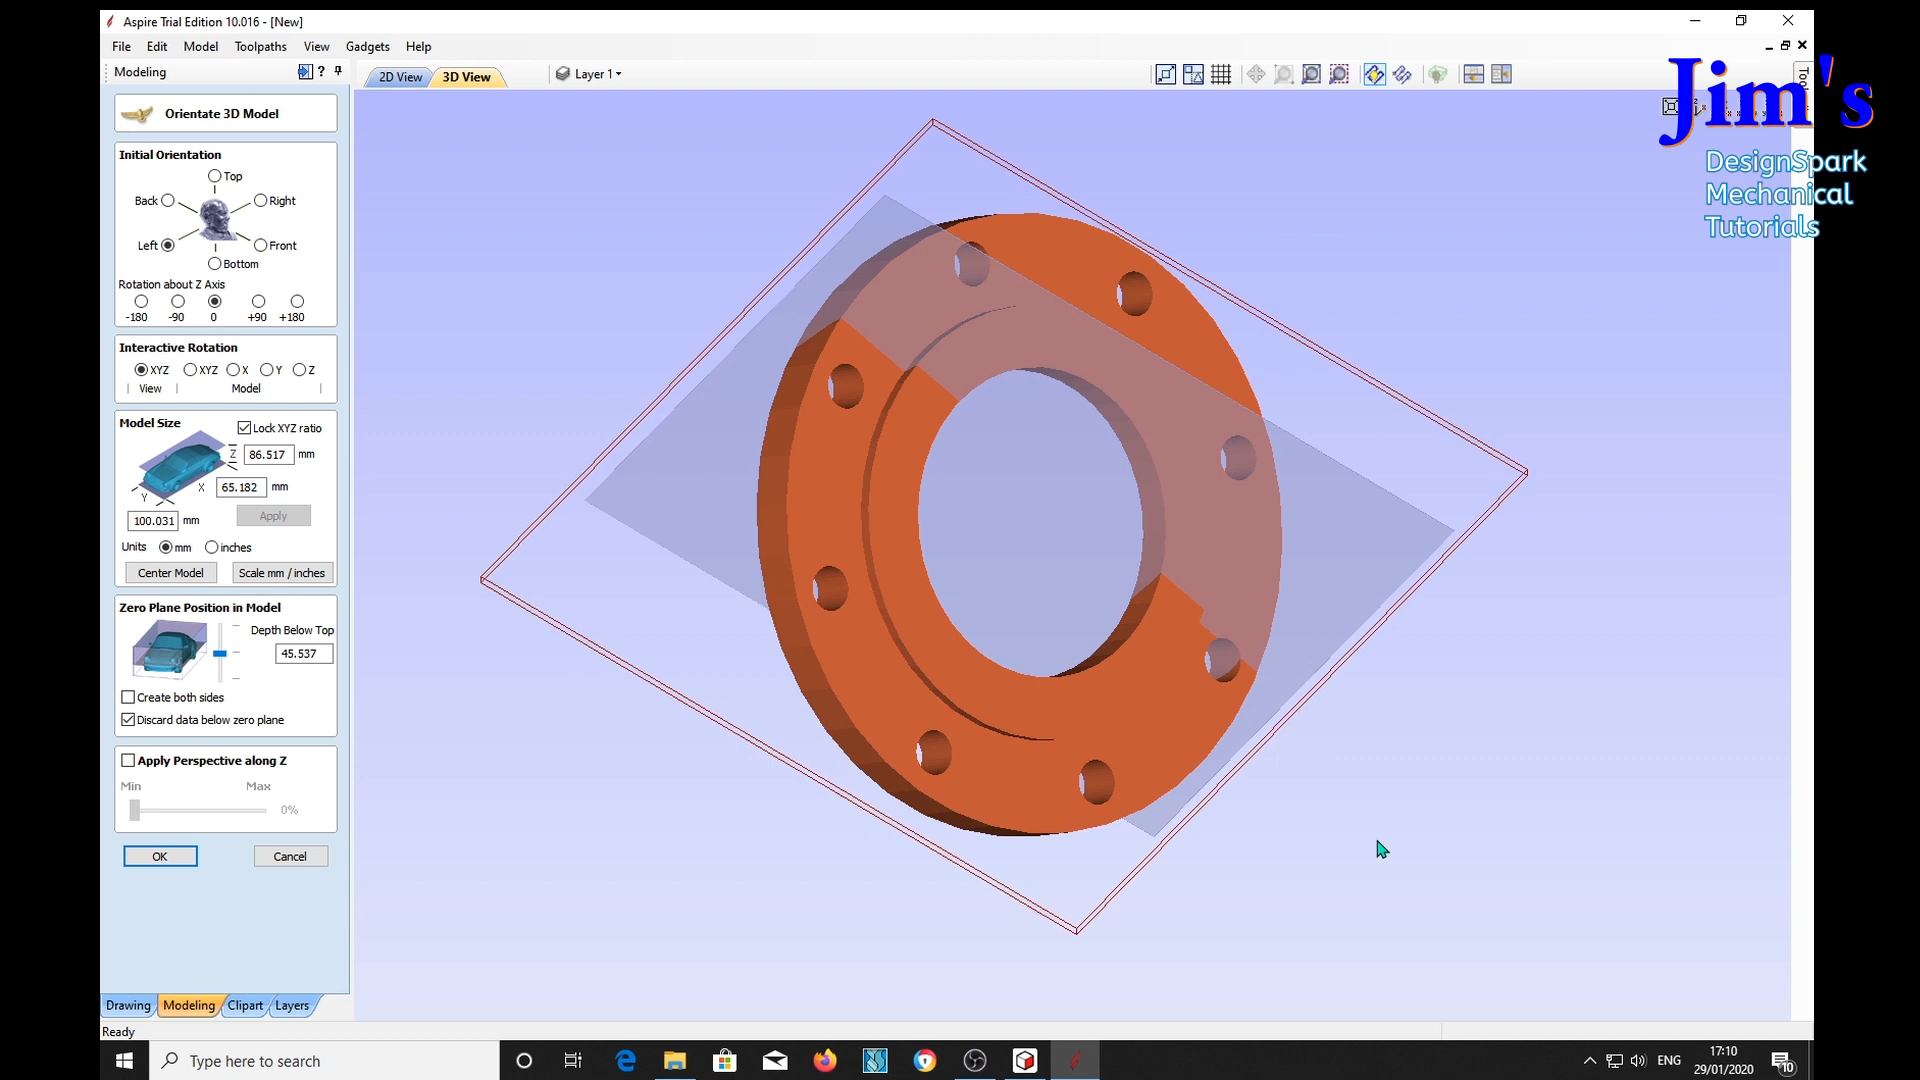 Aspire Trial Edition 10.016 - [New]
File Edit Model Toolpaths View Gadgets Help
Modeling ?
2D View 3D View Layer 1
Jim's
DesignSpark
Mechanical
Tutorials
Orientate 3D Model
Initial Orientation
Top
Back Right
Left Front
Bottom
Rotation about Z Axis
-180 -90 0 +90 +180
Interactive Rotation
XYZ XYZ X Y Z
View Model
Model Size
Lock XYZ ratio
Z 86.517 mm
X 65.182 mm
Y
100.031 mm Apply
Units mm inches
Center Model Scale mm / inches
Zero Plane Position in Model
Depth Below Top
45.537
Create both sides
Discard data below zero plane
Apply Perspective along Z
Min Max
0%
OK Cancel
Drawing Modeling Clipart Layers
Ready
Type here to search
ENG
17:10
29/01/2020
10